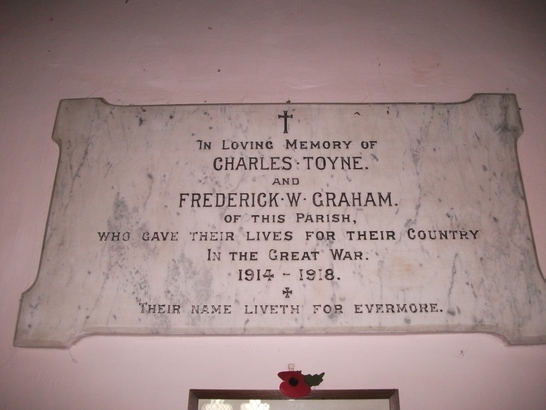 In Loving Memory of
CHARLES·TOYNE.
AND
FREDERICK·W·GRAHAM.
OF THIS PARISH,
WHO GAVE THEIR LIVES FOR THEIR COUNTRY
IN THE GREAT WAR.
1914 - 1918.
THEIR NAME LIVETH FOR EVERMORE.